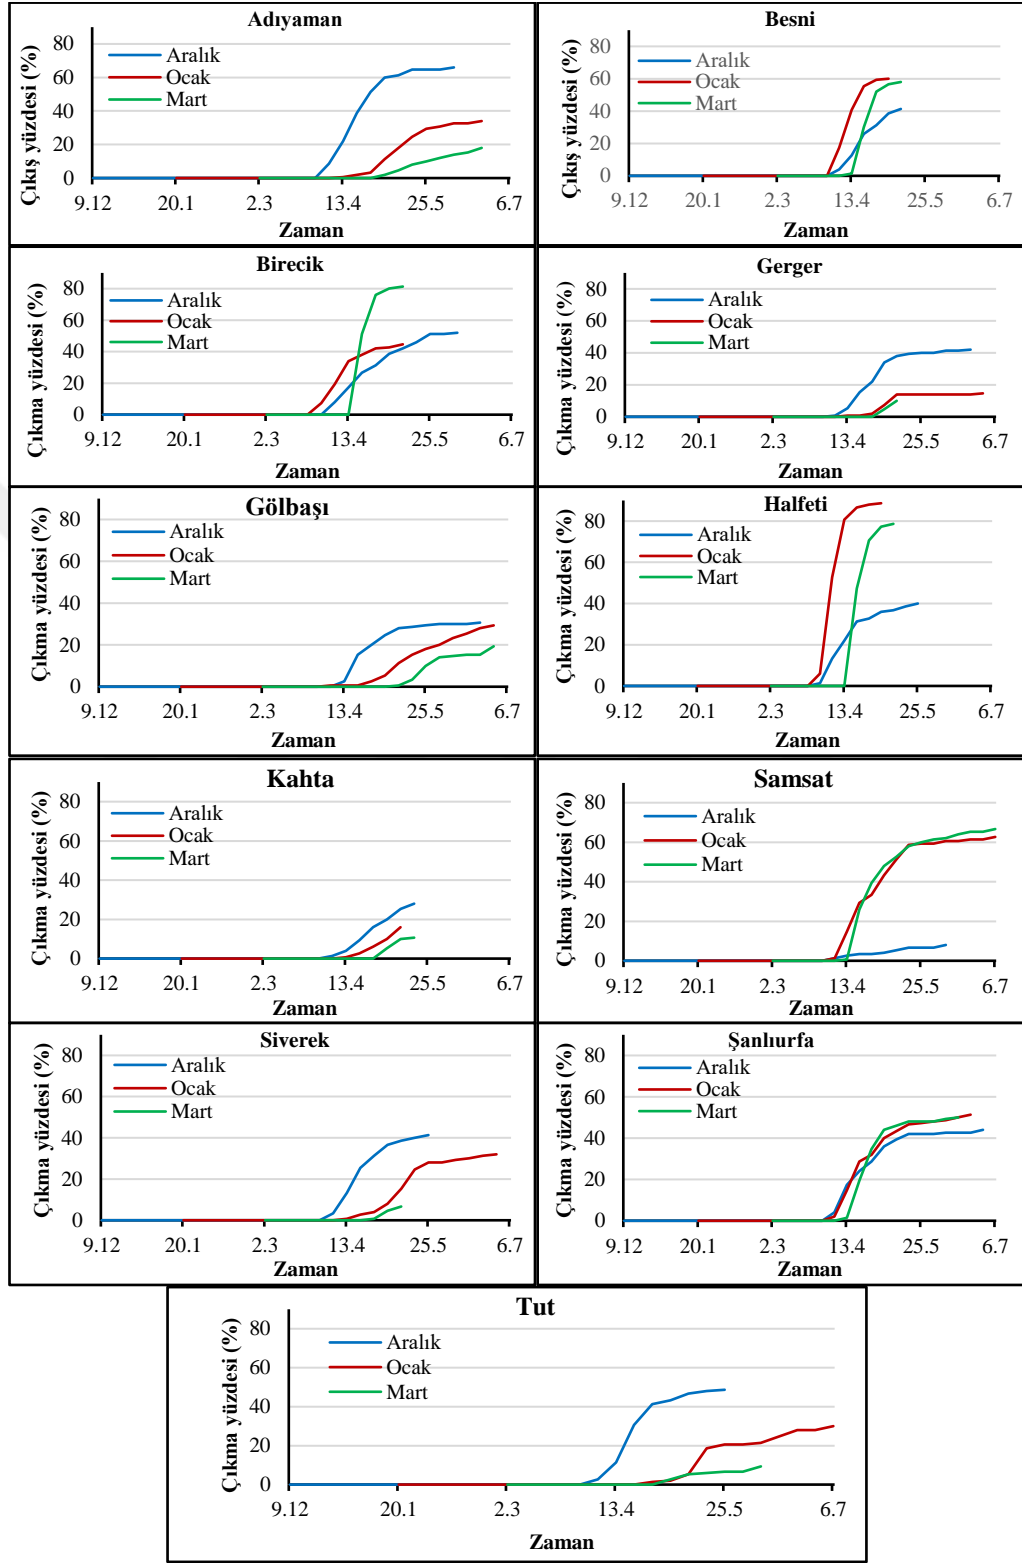 Adıyaman
Çıkış yüzdesi (%)
80
60
40
20
0
Aralık
Ocak
Mart
9.12 20.1 2.3 13.4 25.5 6.7
Zaman
Besni
Çıkış yüzdesi (%)
80
60
40
20
0
Aralık
Ocak
Mart
9.12 20.1 2.3 13.4 25.5 6.7
Zaman
Birecik
Çıkma yüzdesi (%)
80
60
40
20
0
Aralık
Ocak
Mart
9.12 20.1 2.3 13.4 25.5 6.7
Zaman
Gerger
Çıkma yüzdesi (%)
80
60
40
20
0
Aralık
Ocak
Mart
9.12 20.1 2.3 13.4 25.5 6.7
Zaman
Gölbaşı
Çıkma yüzdesi (%)
80
60
40
20
0
Aralık
Ocak
Mart
9.12 20.1 2.3 13.4 25.5 6.7
Zaman
Halfeti
Çıkma yüzdesi (%)
80
60
40
20
0
Aralık
Ocak
Mart
9.12 20.1 2.3 13.4 25.5 6.7
Zaman
Kahta
Çıkma yüzdesi (%)
80
60
40
20
0
Aralık
Ocak
Mart
9.12 20.1 2.3 13.4 25.5 6.7
Zaman
Samsat
Çıkma yüzdesi (%)
80
60
40
20
0
Aralık
Ocak
Mart
9.12 20.1 2.3 13.4 25.5 6.7
Zaman
Siverek
Çıkma yüzdesi (%)
80
60
40
20
0
Aralık
Ocak
Mart
9.12 20.1 2.3 13.4 25.5 6.7
Zaman
Şanlıurfa
Çıkma yüzdesi (%)
80
60
40
20
0
Aralık
Ocak
Mart
9.12 20.1 2.3 13.4 25.5 6.7
Zaman
Tut
Çıkma yüzdesi (%)
80
60
40
20
0
Aralık
Ocak
Mart
9.12 20.1 2.3 13.4 25.5 6.7
Zaman